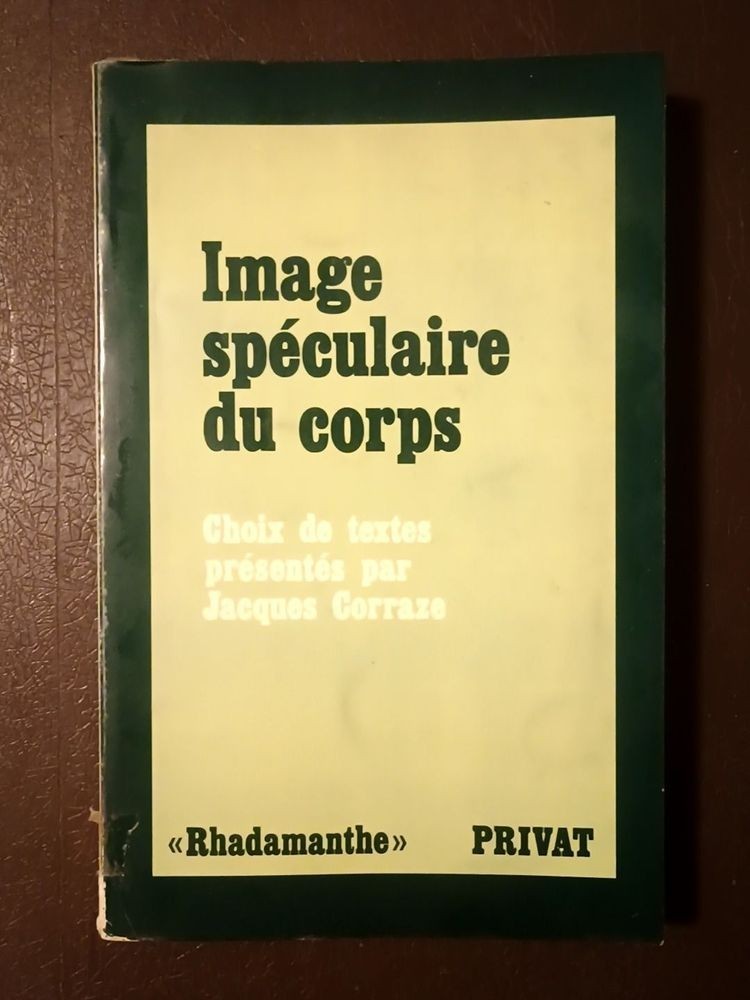 Image
spéculaire
du corps
Choix de textes
présentés par
Jacques Corraze
«Rhadamanthe» PRIVAT